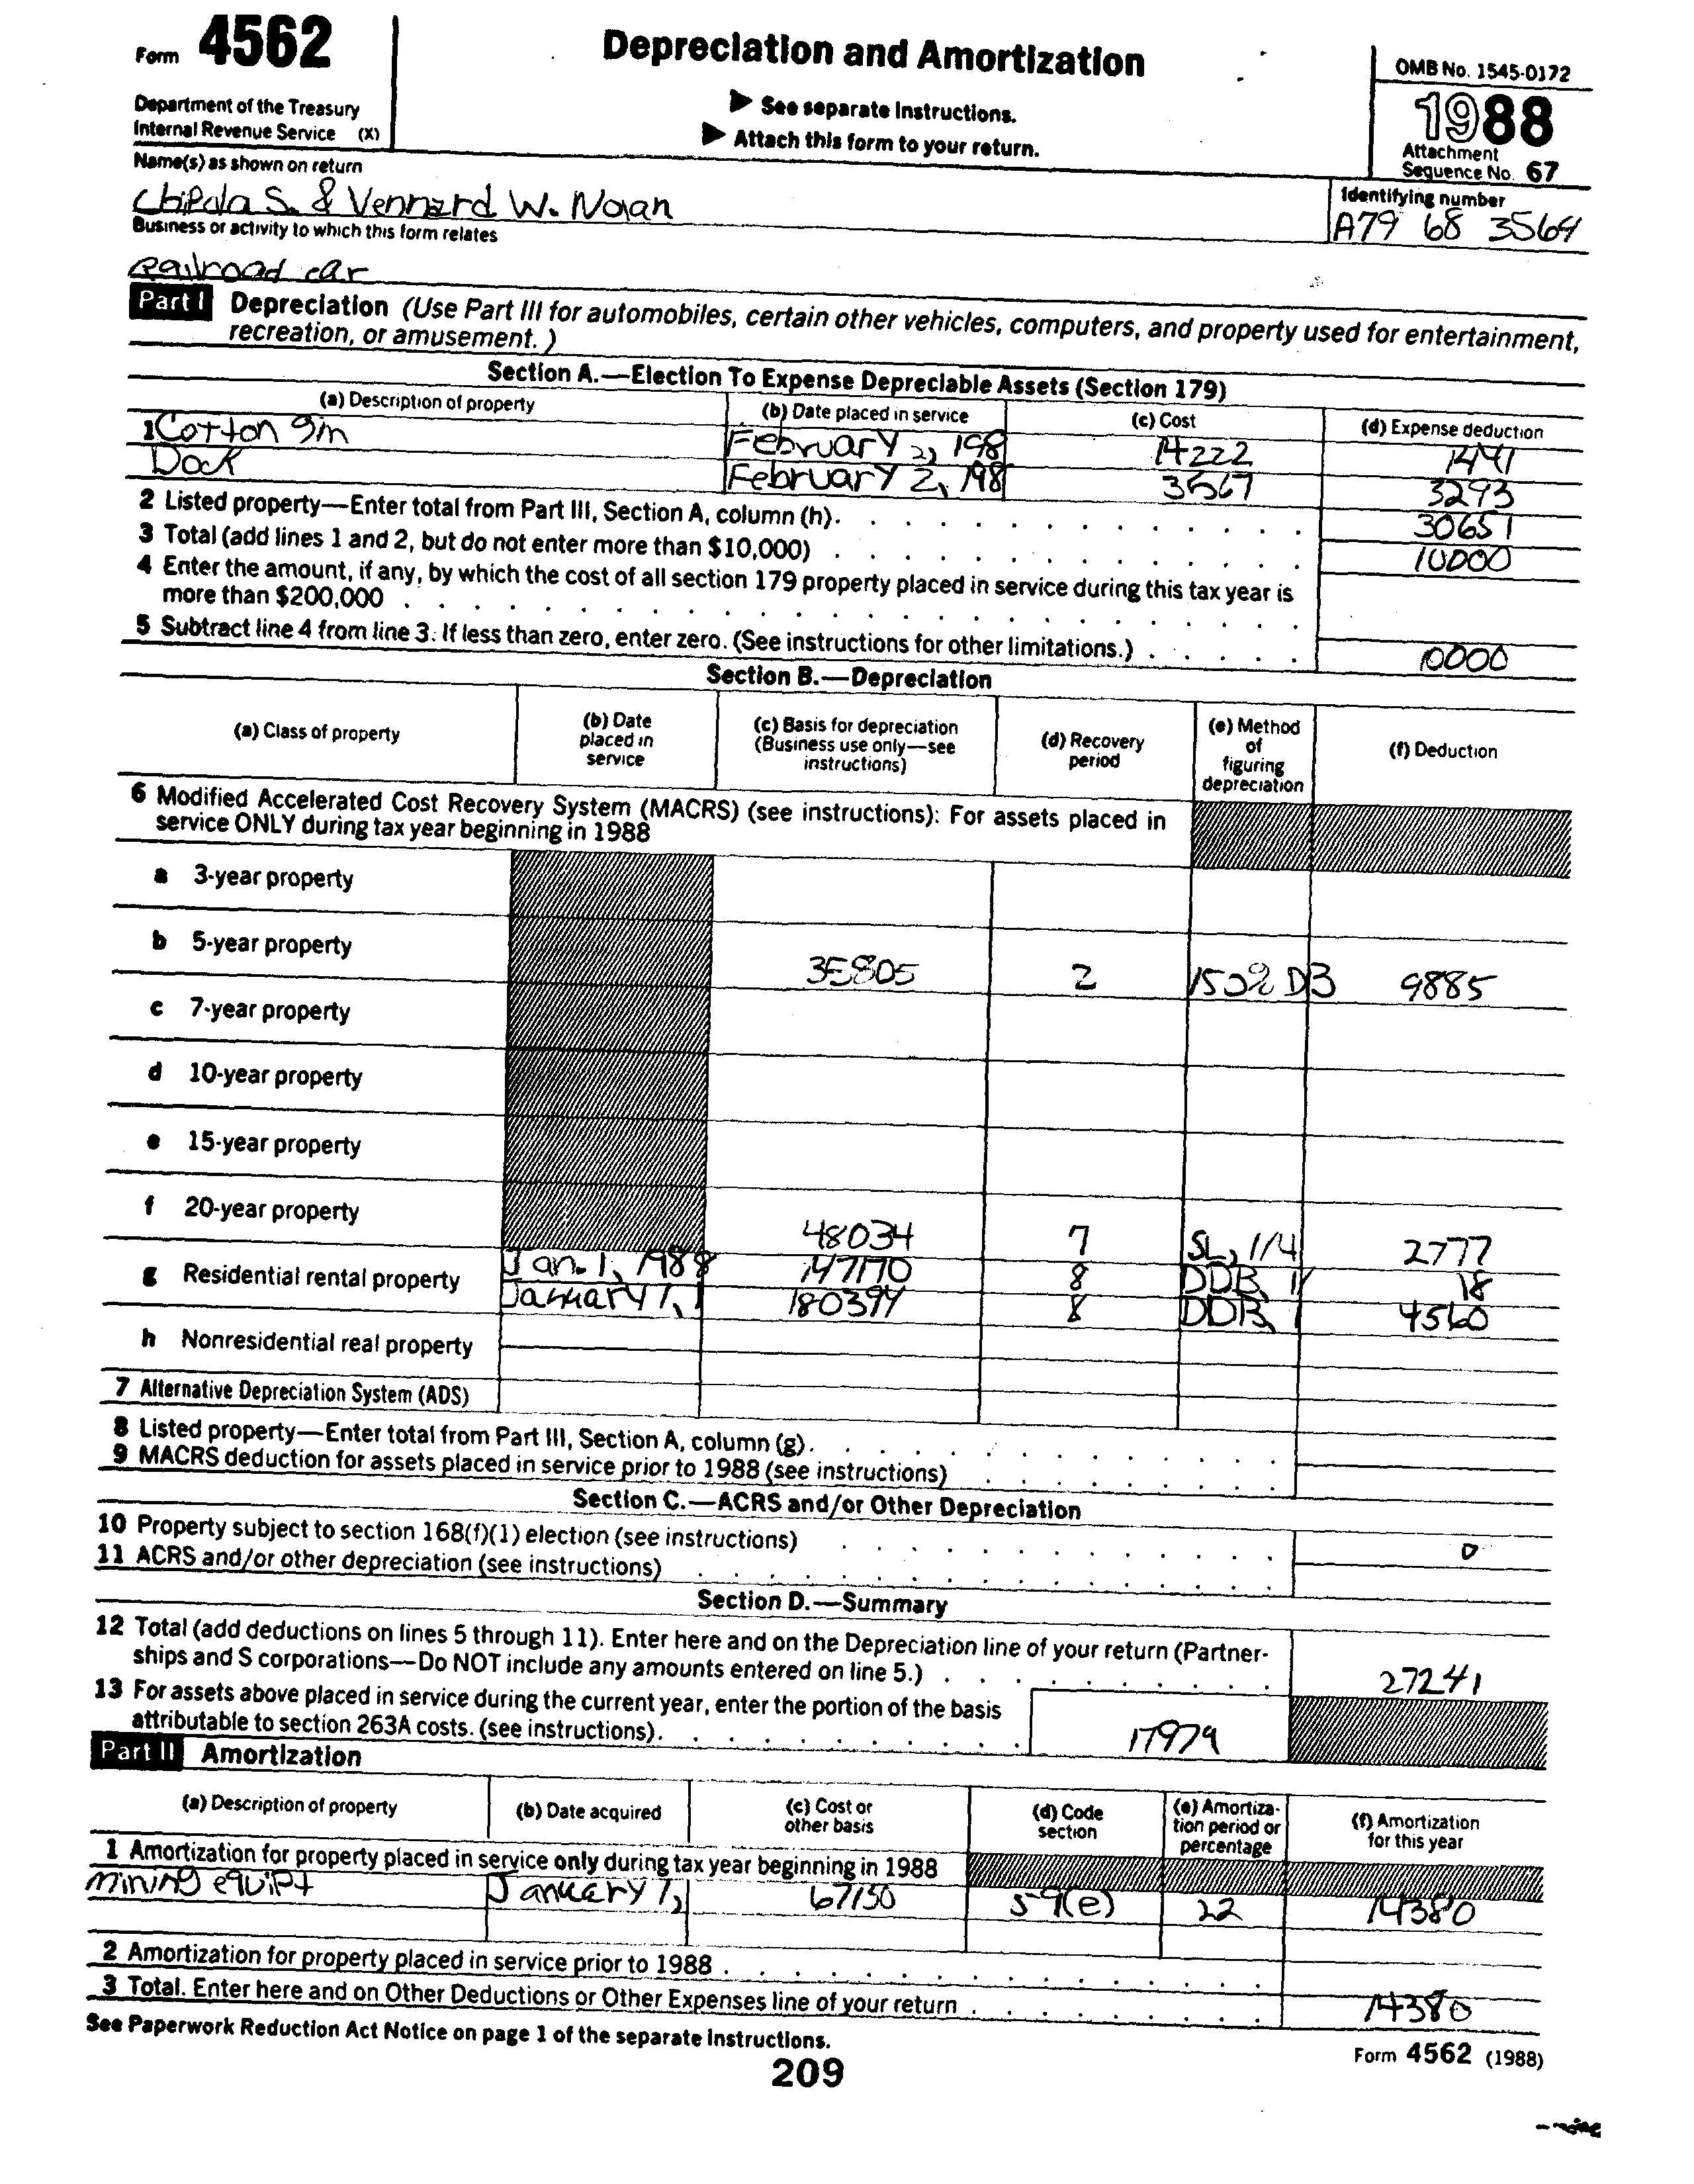 Form 4562
Depreciation and Amortization
OMB No. 1545-0172
Department of the Treasury
Internal Revenue Service (X)
▶ See separate instructions.
▶ Attach this form to your return.
1988
Attachment
Sequence No. 67
Name(s) as shown on return
Identifying number
S. & Vennard W. Nolan
A79 68 3564
Business or activity to which this form relates
railroad car
Part I Depreciation (Use Part III for automobiles, certain other vehicles, computers, and property used for entertainment,
recreation, or amusement.)
Section A.—Election To Expense Depreciable Assets (Section 179)
(a) Description of property (b) Date placed in service (c) Cost (d) Expense deduction
1 Cotton gin February 2, 198 14222 1441
Dock February 2, 198 3567 3293
2 Listed property—Enter total from Part III, Section A, column (h). 30651
3 Total (add lines 1 and 2, but do not enter more than $10,000) 10000
4 Enter the amount, if any, by which the cost of all section 179 property placed in service during this tax year is
more than $200,000
5 Subtract line 4 from line 3. If less than zero, enter zero. (See instructions for other limitations.) 10000
Section B.—Depreciation
(a) Class of property (b) Date placed in service (c) Basis for depreciation (Business use only—see instructions) (d) Recovery period (e) Method of figuring depreciation (f) Deduction
6 Modified Accelerated Cost Recovery System (MACRS) (see instructions): For assets placed in
service ONLY during tax year beginning in 1988
a 3-year property
b 5-year property 35805 2 150% DB 9885
c 7-year property
d 10-year property
e 15-year property
f 20-year property 48034 7 SL, 1/4 2777
g Residential rental property Jan. 1, 1988 147170 8 DDB, 1/ 18
January 1, 1 180394 8 DDB, 1 4560
h Nonresidential real property
7 Alternative Depreciation System (ADS)
8 Listed property—Enter total from Part III, Section A, column (g).
9 MACRS deduction for assets placed in service prior to 1988 (see instructions)
Section C.—ACRS and/or Other Depreciation
10 Property subject to section 168(f)(1) election (see instructions) 0
11 ACRS and/or other depreciation (see instructions)
Section D.—Summary
12 Total (add deductions on lines 5 through 11). Enter here and on the Depreciation line of your return (Partner-
ships and S corporations—Do NOT include any amounts entered on line 5.) 27241
13 For assets above placed in service during the current year, enter the portion of the basis
attributable to section 263A costs. (see instructions). 17979
Part II Amortization
(a) Description of property (b) Date acquired (c) Cost or other basis (d) Code section (e) Amortization period or percentage (f) Amortization for this year
1 Amortization for property placed in service only during tax year beginning in 1988
mining equipt January 1, 67150 59(e) 22 14380
2 Amortization for property placed in service prior to 1988
3 Total. Enter here and on Other Deductions or Other Expenses line of your return 14380
See Paperwork Reduction Act Notice on page 1 of the separate instructions.
Form 4562 (1988)
209